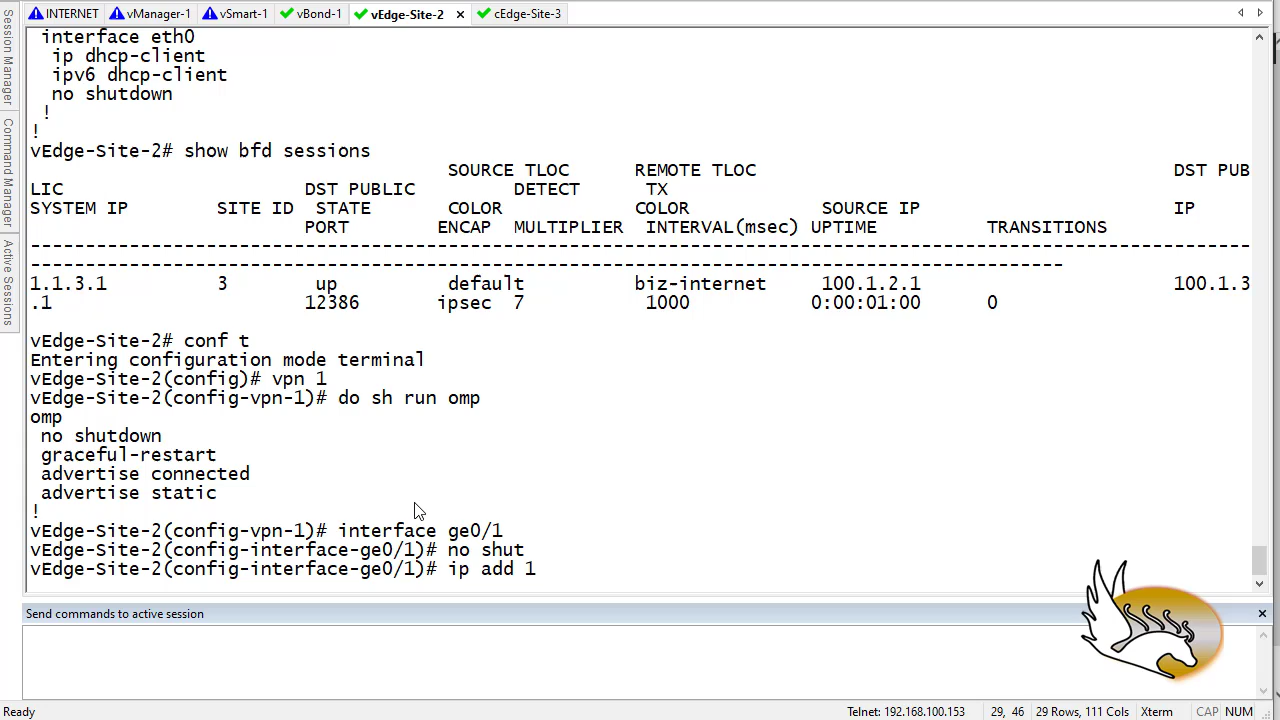 INTERNET vManager-1 vSmart-1 vBond-1 vEdge-Site-2 × cEdge-Site-3
Session Manager
Command Manager
Active Sessions
interface eth0
ip dhcp-client
ipv6 dhcp-client
no shutdown
!
!
vEdge-Site-2# show bfd sessions
SOURCE TLOC REMOTE TLOC DST PUB
LIC DST PUBLIC DETECT TX
SYSTEM IP SITE ID STATE COLOR COLOR SOURCE IP IP
PORT ENCAP MULTIPLIER INTERVAL(msec) UPTIME TRANSITIONS
--------------------------------------------------------------------------------------------------------------
----------------------------------------------------------------------------------------------
1.1.3.1 3 up default biz-internet 100.1.2.1 100.1.3
.1 12386 ipsec 7 1000 0:00:01:00 0
vEdge-Site-2# conf t
Entering configuration mode terminal
vEdge-Site-2(config)# vpn 1
vEdge-Site-2(config-vpn-1)# do sh run omp
omp
no shutdown
graceful-restart
advertise connected
advertise static
!
vEdge-Site-2(config-vpn-1)# interface ge0/1
vEdge-Site-2(config-interface-ge0/1)# no shut
vEdge-Site-2(config-interface-ge0/1)# ip add 1
Send commands to active session ×
Ready Telnet: 192.168.100.153 29, 46 29 Rows, 111 Cols Xterm CAP NUM